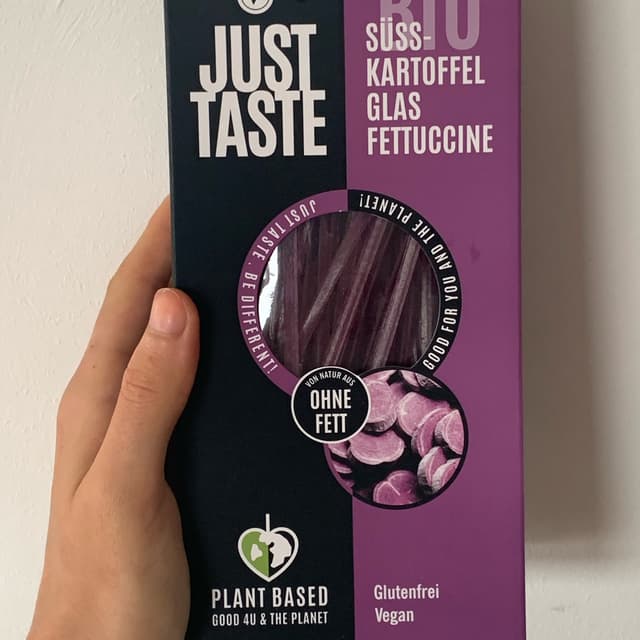 JUST
TASTE
BIO
SÜSS-
KARTOFFEL
GLAS
FETTUCCINE
JUST TASTE . BE DIFFERENT!
GOOD FOR YOU AND THE PLANET!
VON NATUR AUS
OHNE
FETT
PLANT BASED
GOOD 4U & THE PLANET
Glutenfrei
Vegan